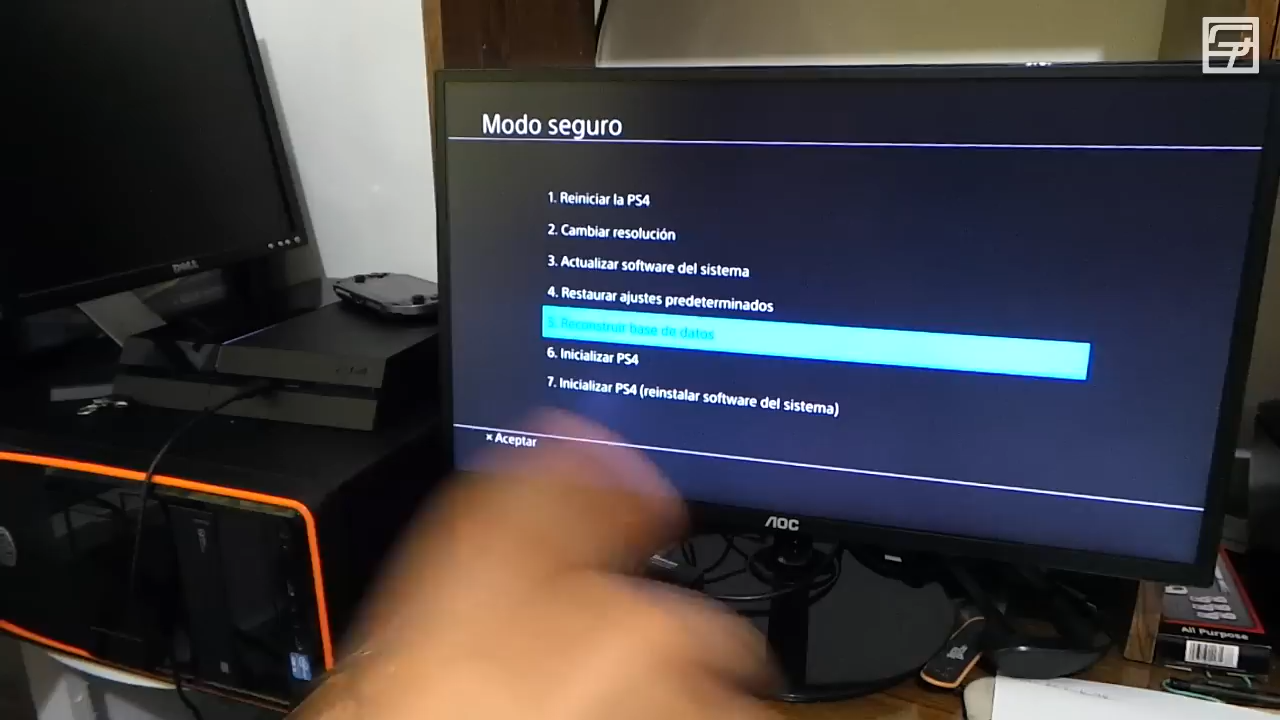 Modo seguro
1. Reiniciar la PS4
2. Cambiar resolución
3. Actualizar software del sistema
4. Restaurar ajustes predeterminados
5. Reconstruir base de datos
6. Inicializar PS4
7. Inicializar PS4 (reinstalar software del sistema)
× Aceptar
AOC
DELL
All Purpose